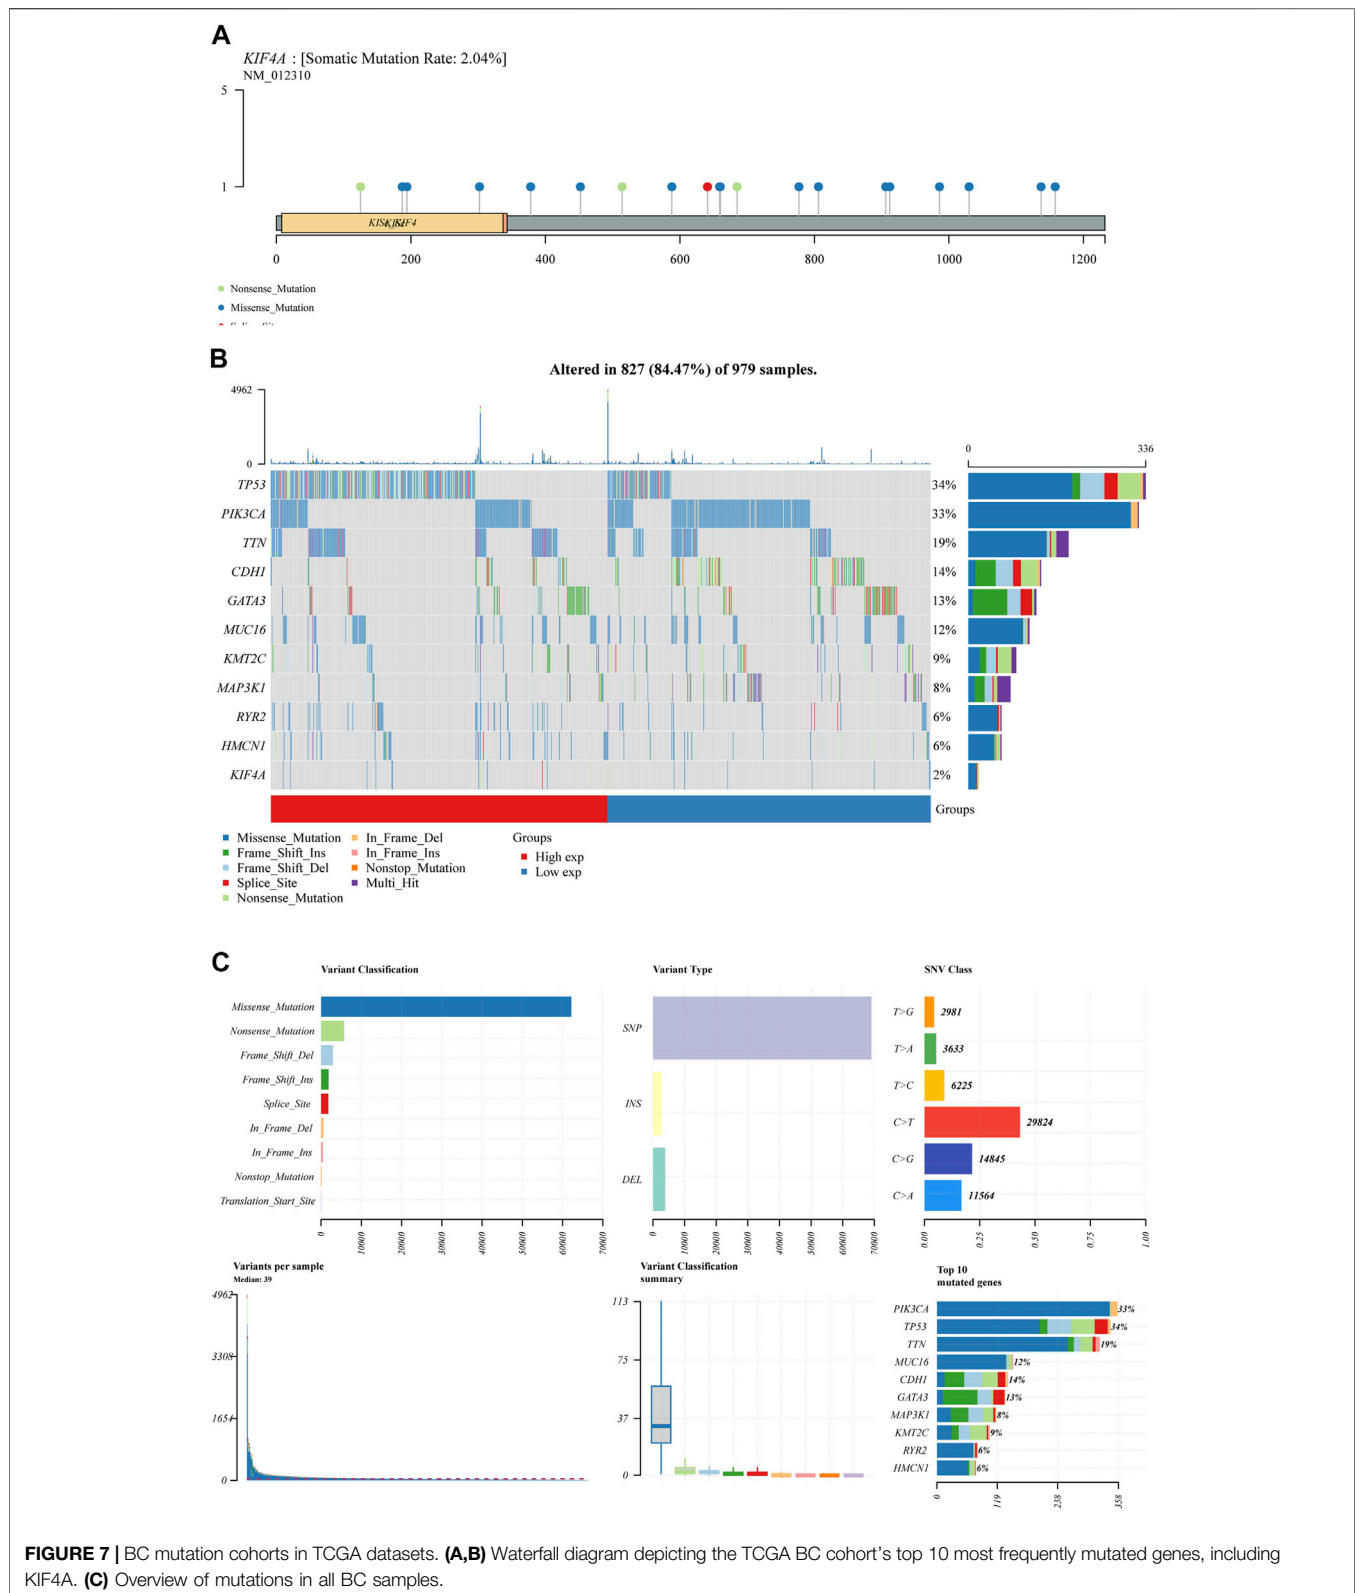 A
KIF4A : [Somatic Mutation Rate: 2.04%]
NM_012310
5
1
0 200 400 600 800 1000 1200
Nonsense_Mutation
Missense_Mutation
Splice_Site
B
Altered in 827 (84.47%) of 979 samples.
4962
0
0 336
TP53 34%
PIK3CA 33%
TTN 19%
CDH1 14%
GATA3 13%
MUC16 12%
KMT2C 9%
MAP3K1 8%
RYR2 6%
HMCN1 6%
KIF4A 2%
Groups
Missense_Mutation In_Frame_Del Groups
Frame_Shift_Ins In_Frame_Ins High exp
Frame_Shift_Del Nonstop_Mutation Low exp
Splice_Site Multi_Hit
Nonsense_Mutation
C
Variant Classification
Missense_Mutation
Nonsense_Mutation
Frame_Shift_Del
Frame_Shift_Ins
Splice_Site
In_Frame_Del
In_Frame_Ins
Nonstop_Mutation
Translation_Start_Site
0 10000 20000 30000 40000 50000 60000 70000
Variant Type
SNP
INS
DEL
0 10000 20000 30000 40000 50000 60000 70000
SNV Class
T>G 2981
T>A 3633
T>C 6225
C>T 29824
C>G 14845
C>A 11564
0.00 0.25 0.50 0.75 1.00
Variants per sample
Median: 39
4962
3308
1654
0
Variant Classification
summary
113
75
37
0
Top 10
mutated genes
PIK3CA 33%
TP53 34%
TTN 19%
MUC16 12%
CDH1 14%
GATA3 13%
MAP3K1 8%
KMT2C 9%
RYR2 6%
HMCN1 6%
0 119 238 358
FIGURE 7 | BC mutation cohorts in TCGA datasets. (A,B) Waterfall diagram depicting the TCGA BC cohort's top 10 most frequently mutated genes, including
KIF4A. (C) Overview of mutations in all BC samples.